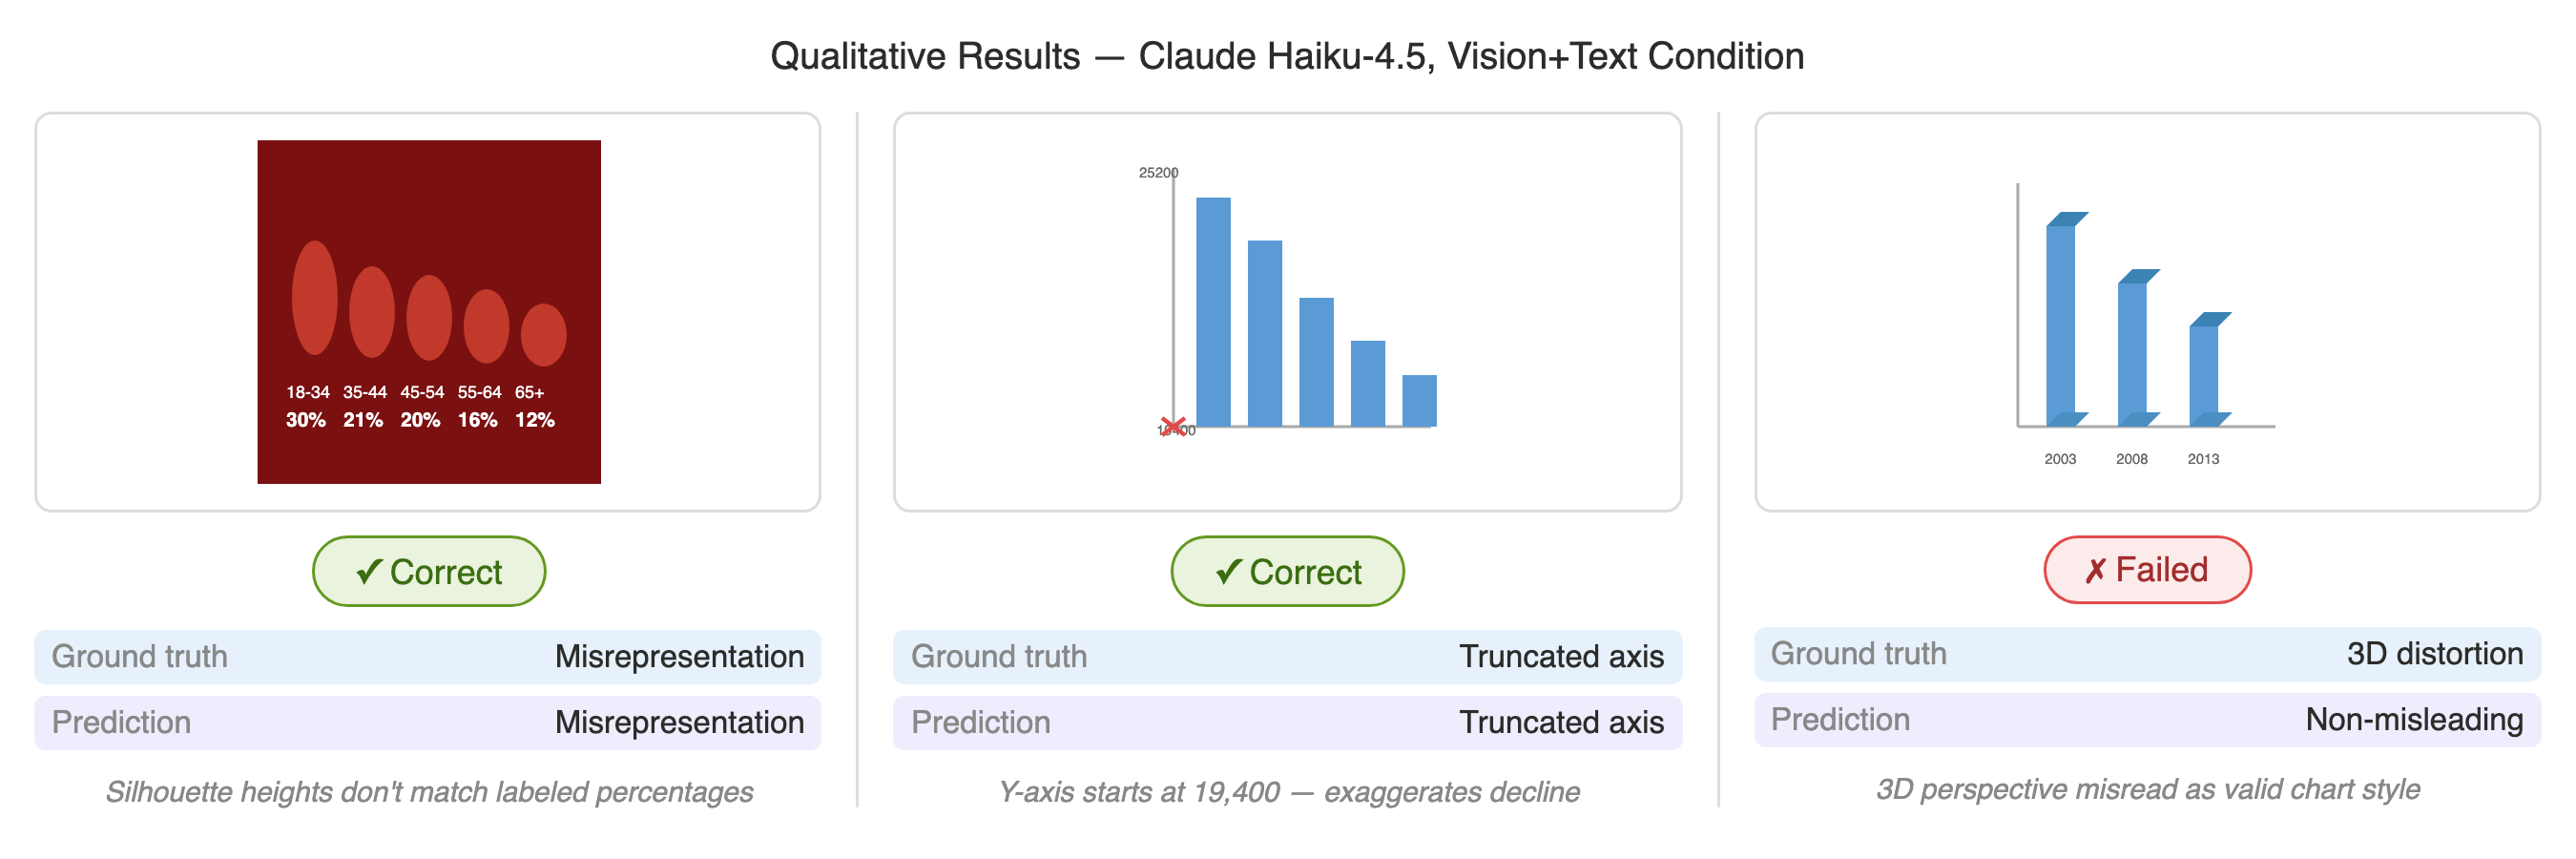 Qualitative Results — Claude Haiku-4.5, Vision+Text Condition
18-34 35-44 45-54 55-64 65+
30% 21% 20% 16% 12%
✓ Correct
Ground truth Misrepresentation
Prediction Misrepresentation
Silhouette heights don't match labeled percentages
25200
✓ Correct
Ground truth Truncated axis
Prediction Truncated axis
Y-axis starts at 19,400 — exaggerates decline
2003 2008 2013
✗ Failed
Ground truth 3D distortion
Prediction Non-misleading
3D perspective misread as valid chart style